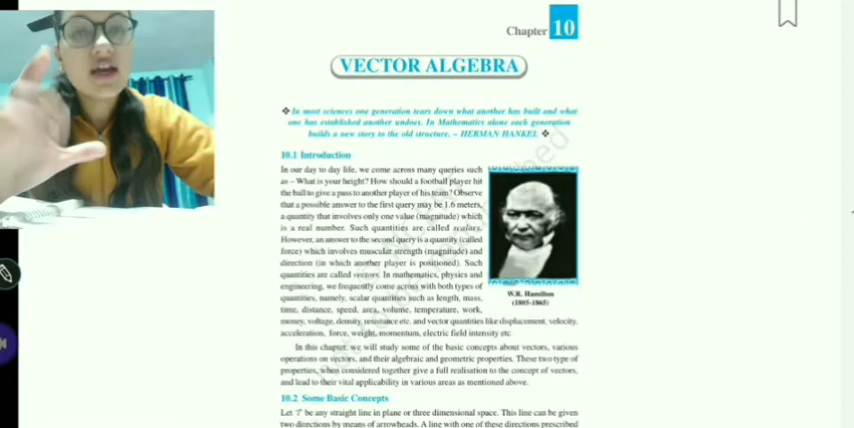 Chapter 10
VECTOR ALGEBRA
❖ In most sciences one generation tears down what another has built and what
one has established another undoes. In Mathematics alone each generation
builds a new story to the old structure. – HERMAN HANKEL ❖
10.1 Introduction
In our day to day life, we come across many queries such
as – What is your height? How should a football player hit
the ball to give a pass to another player of his team? Observe
that a possible answer to the first query may be 1.6 meters,
a quantity that involves only one value (magnitude) which
is a real number. Such quantities are called scalars.
However, an answer to the second query is a quantity (called
force) which involves muscular strength (magnitude) and
direction (in which another player is positioned). Such
quantities are called vectors. In mathematics, physics and
engineering, we frequently come across with both types of
quantities, namely, scalar quantities such as length, mass,
time, distance, speed, area, volume, temperature, work,
money, voltage, density, resistance etc. and vector quantities like displacement, velocity,
acceleration, force, weight, momentum, electric field intensity etc.
W.R. Hamilton
(1805-1865)
In this chapter, we will study some of the basic concepts about vectors, various
operations on vectors, and their algebraic and geometric properties. These two type of
properties, when considered together give a full realisation to the concept of vectors,
and lead to their vital applicability in various areas as mentioned above.
10.2 Some Basic Concepts
Let 'l' be any straight line in plane or three dimensional space. This line can be given
two directions by means of arrowheads. A line with one of these directions prescribed